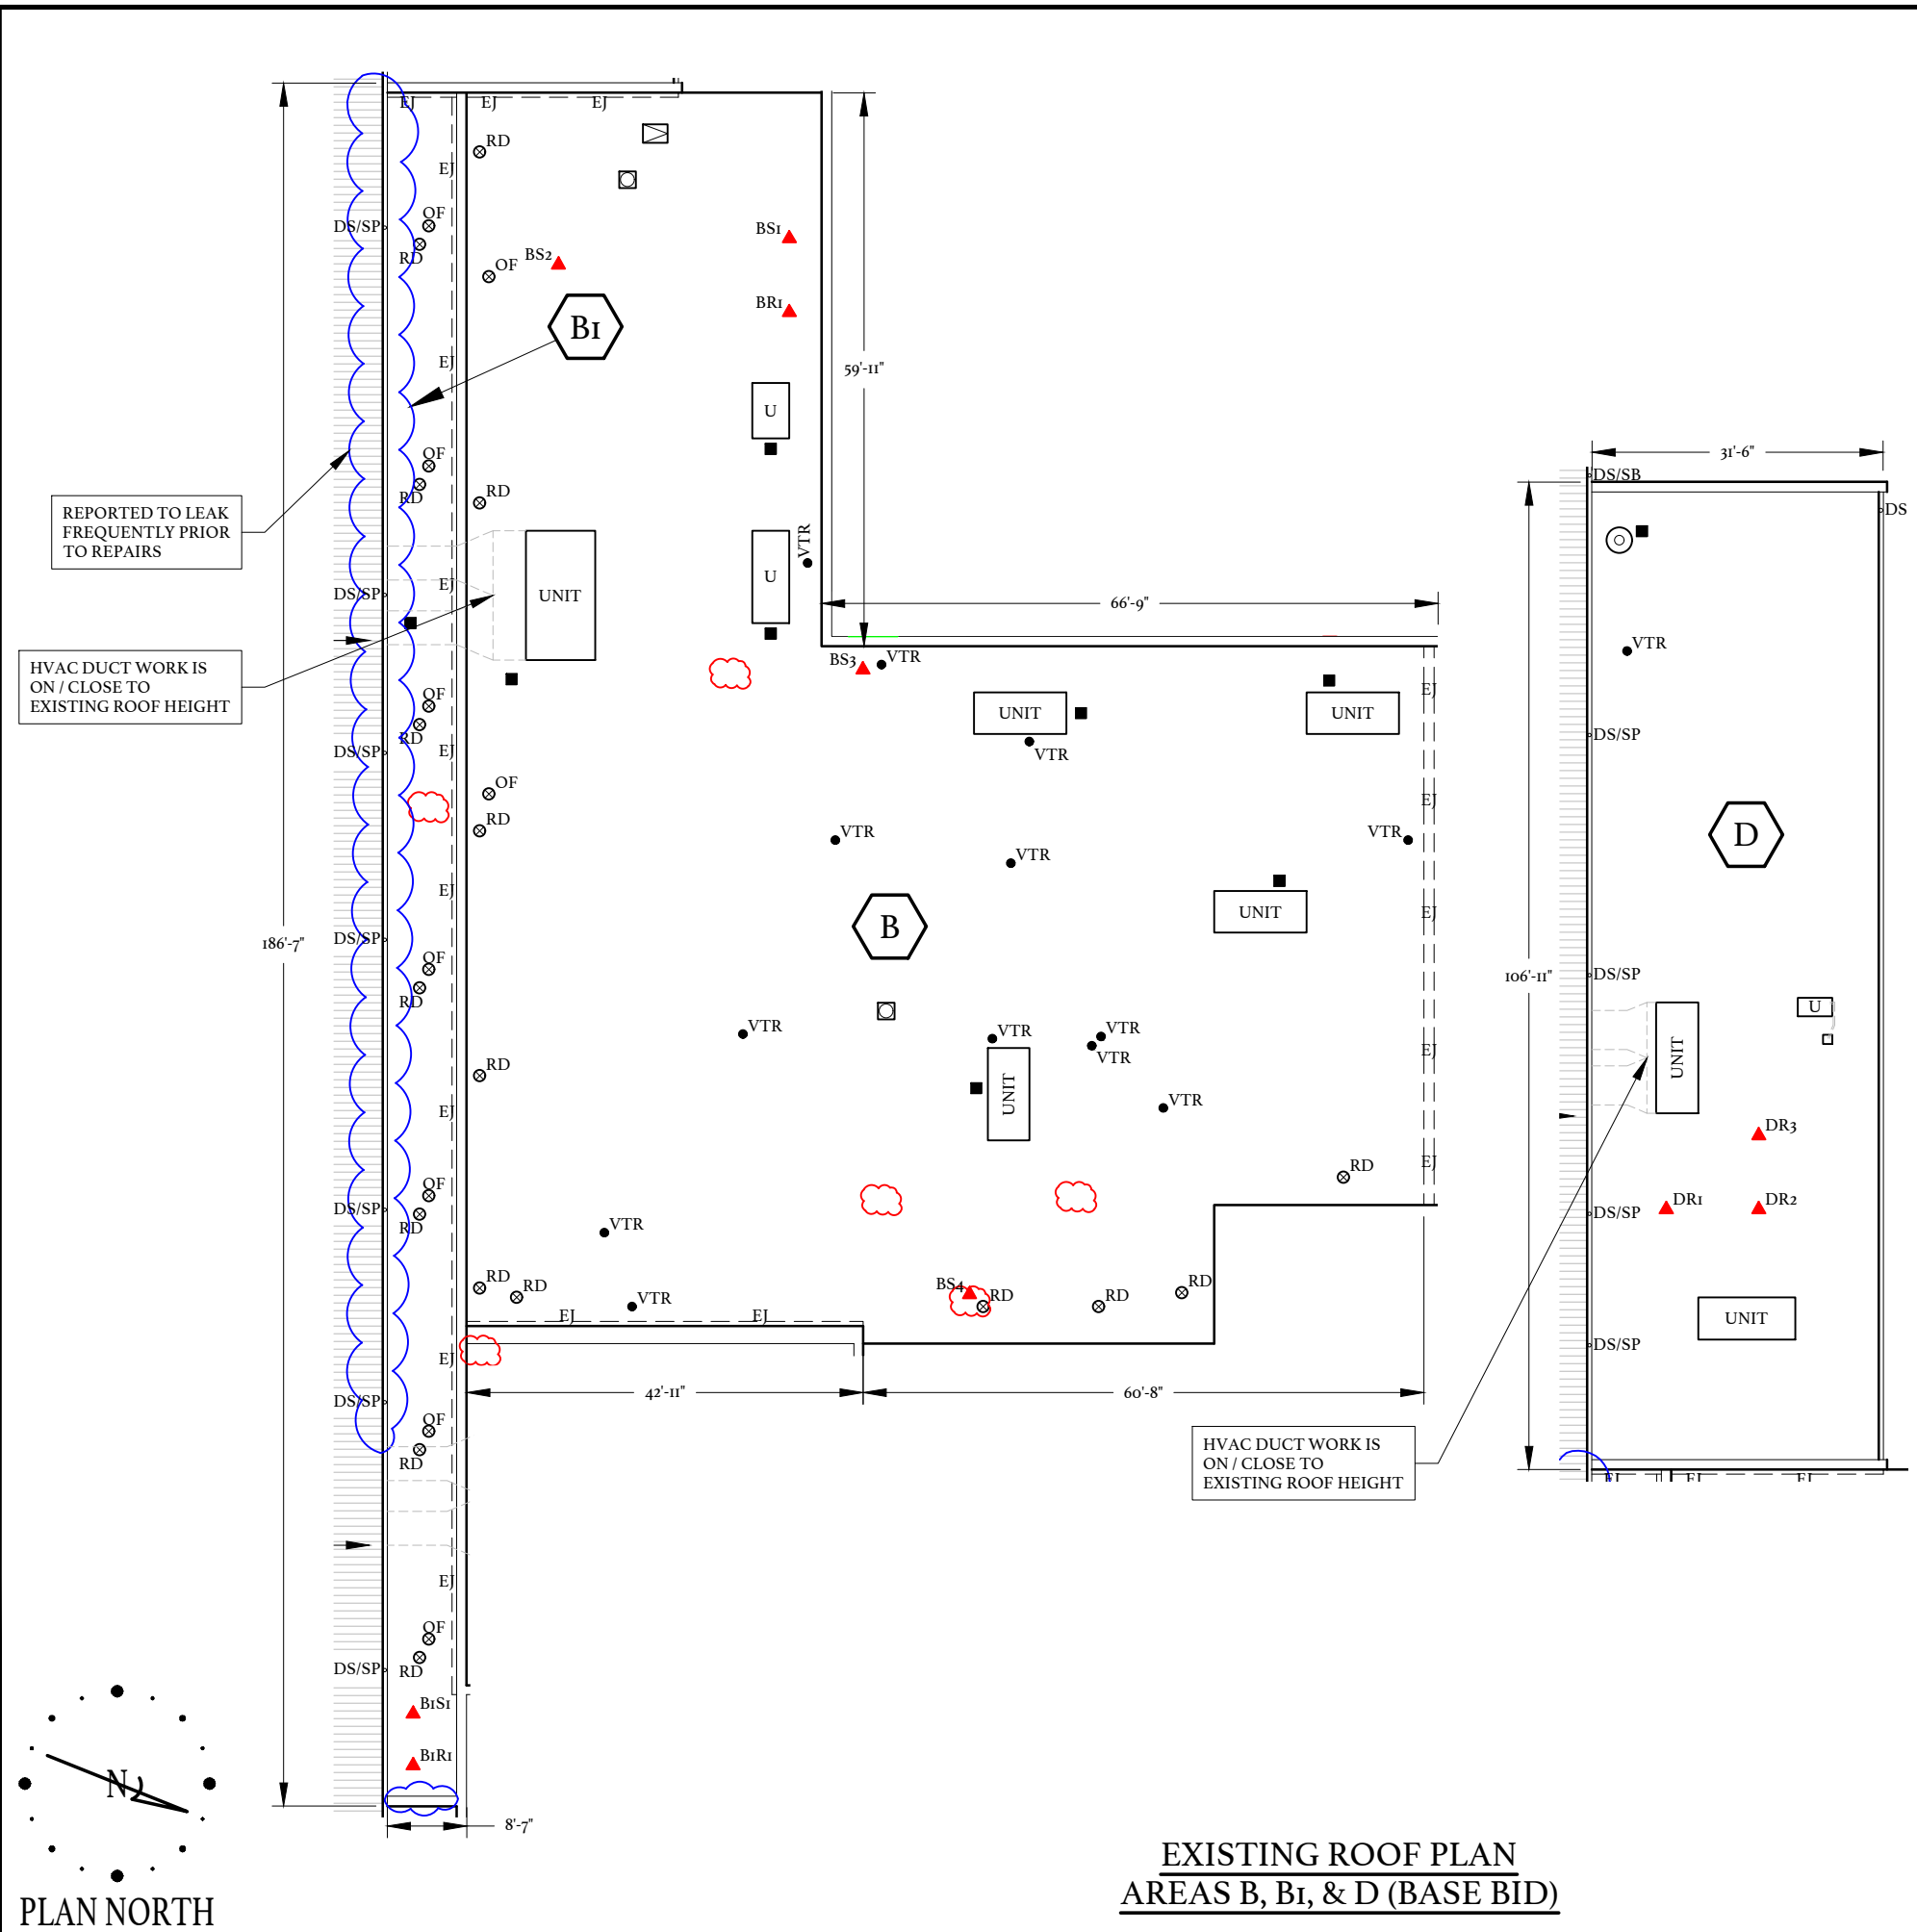 EJ
EJ
EJ
RD
EJ
OF
DS/SP
RD
BS1
BS2
OF
BR1
B1
EJ
59'-11"
U
OF
RD
RD
REPORTED TO LEAK
FREQUENTLY PRIOR
TO REPAIRS
VTR
U
UNIT
EJ
DS/SP
66'-9"
HVAC DUCT WORK IS
ON / CLOSE TO
EXISTING ROOF HEIGHT
BS3
VTR
EJ
OF
RD
UNIT
UNIT
DS/SP
EJ
VTR
OF
EJ
RD
VTR
VTR
VTR
EJ
B
UNIT
EJ
186'-7"
DS/SP
OF
RD
VTR
VTR
VTR
VTR
EJ
RD
UNIT
EJ
VTR
OF
DS/SP
RD
RD
EJ
VTR
RD
RD
VTR
BS4
RD
RD
RD
EJ
EJ
EJ
42'-11"
60'-8"
DS/SP
OF
RD
EJ
OF
DS/SP
RD
B1S1
B1R1
8'-7"
31'-6"
DS/SB
DS
VTR
DS/SP
D
DS/SP
106'-11"
U
UNIT
DR3
DR1
DR2
DS/SP
UNIT
DS/SP
HVAC DUCT WORK IS
ON / CLOSE TO
EXISTING ROOF HEIGHT
EJ
EJ
EJ
N
PLAN NORTH
EXISTING ROOF PLAN
AREAS B, B1, & D (BASE BID)